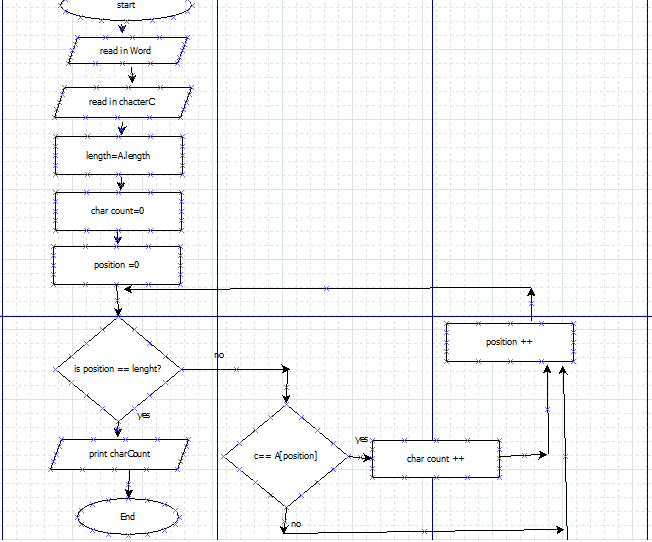 start
read in Word
read in chacterC
length=A.length
char count=0
position =0
is position == lenght?
no
yes
print charCount
End
c== A[position]
yes
no
char count ++
position ++